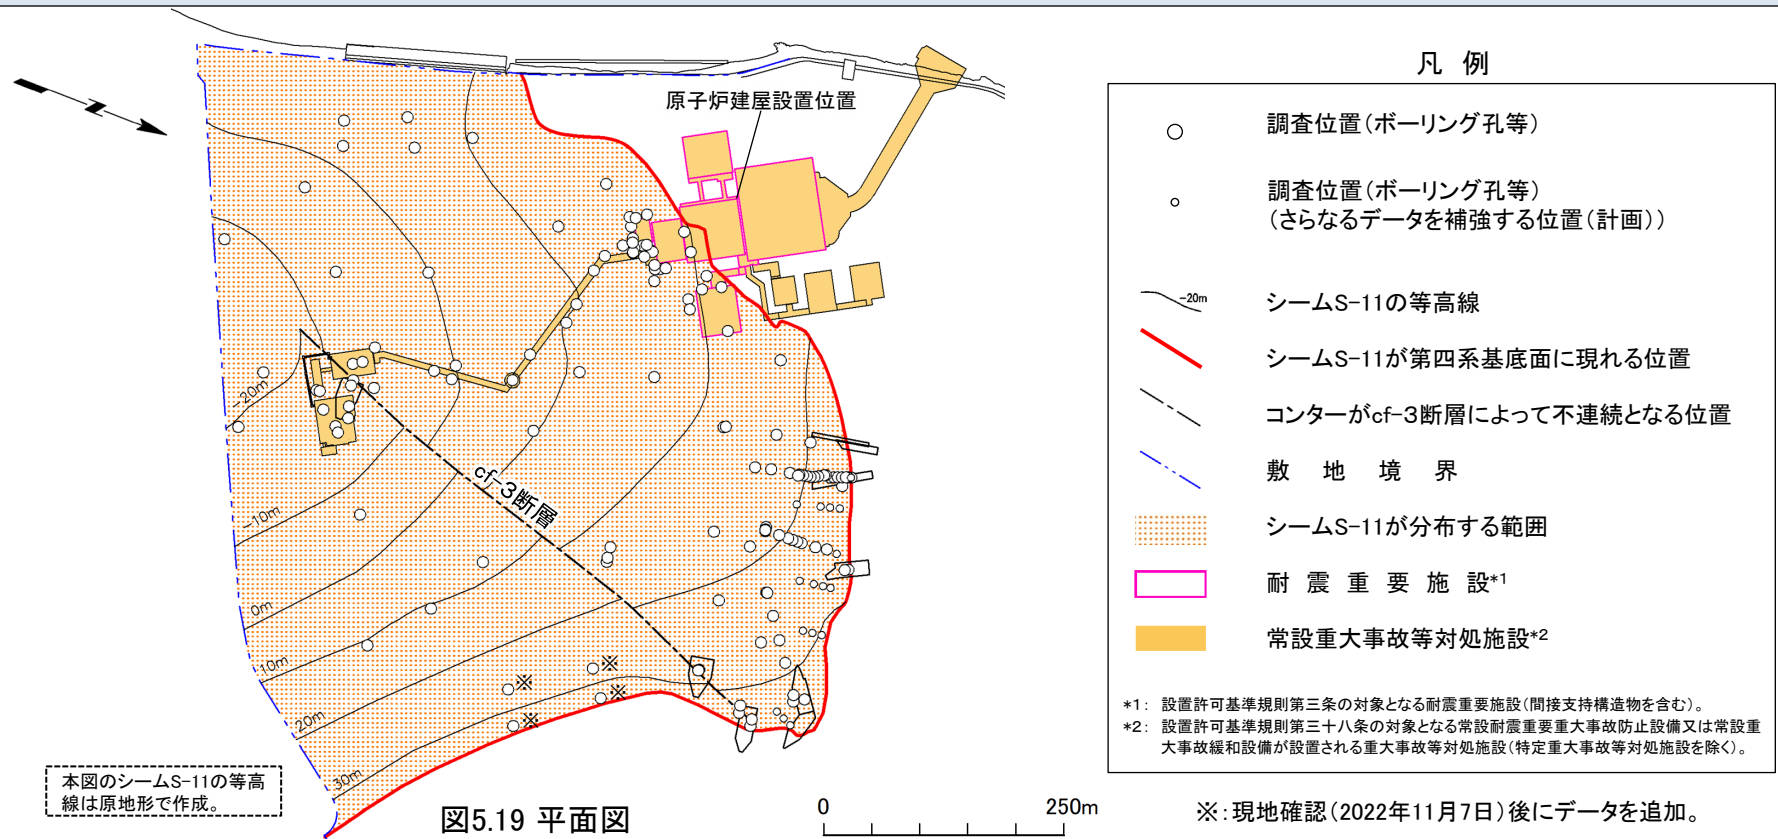 原子炉建屋設置位置
cf-3断層
-20m
-10m
0m
10m
20m
30m
※
※
※
※
本図のシームS-11の等高
線は原地形で作成。
図5.19 平面図
0 250m
凡 例
調査位置(ボーリング孔等)
調査位置(ボーリング孔等)
(さらなるデータを補強する位置(計画))
-20m シームS-11の等高線
シームS-11が第四系基底面に現れる位置
コンターがcf-3断層によって不連続となる位置
敷 地 境 界
シームS-11が分布する範囲
耐 震 重 要 施 設*1
常設重大事故等対処施設*2
*1: 設置許可基準規則第三条の対象となる耐震重要施設(間接支持構造物を含む)。
*2: 設置許可基準規則第三十八条の対象となる常設耐震重要重大事故防止設備又は常設重
大事故緩和設備が設置される重大事故等対処施設(特定重大事故等対処施設を除く)。
※:現地確認(2022年11月7日)後にデータを追加。